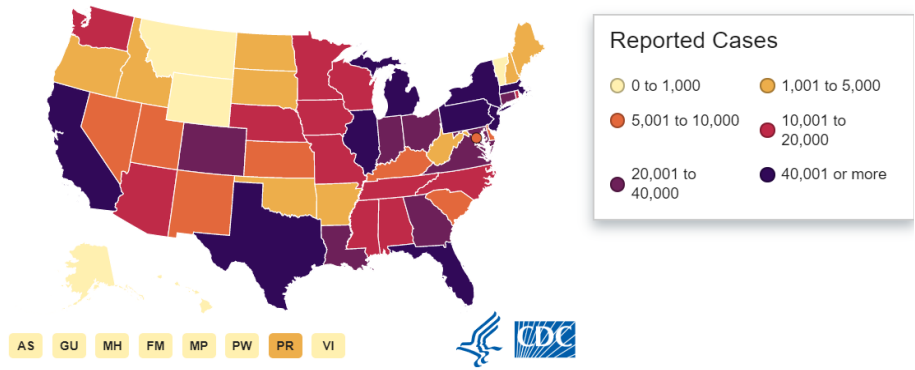 Reported Cases
0 to 1,000
1,001 to 5,000
5,001 to 10,000
10,001 to
20,000
20,001 to
40,000
40,001 or more
AS GU MH FM MP PW PR VI
CDC